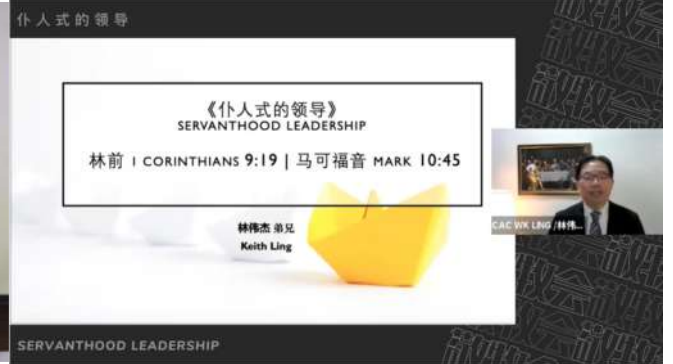 仆人式的领导
《仆人式的领导》
SERVANTHOOD LEADERSHIP
林前 1 CORINTHIANS 9:19 | 马可福音 MARK 10:45
林伟杰 弟兄
Keith Ling
CAC WK LING /林伟...
SERVANTHOOD LEADERSHIP